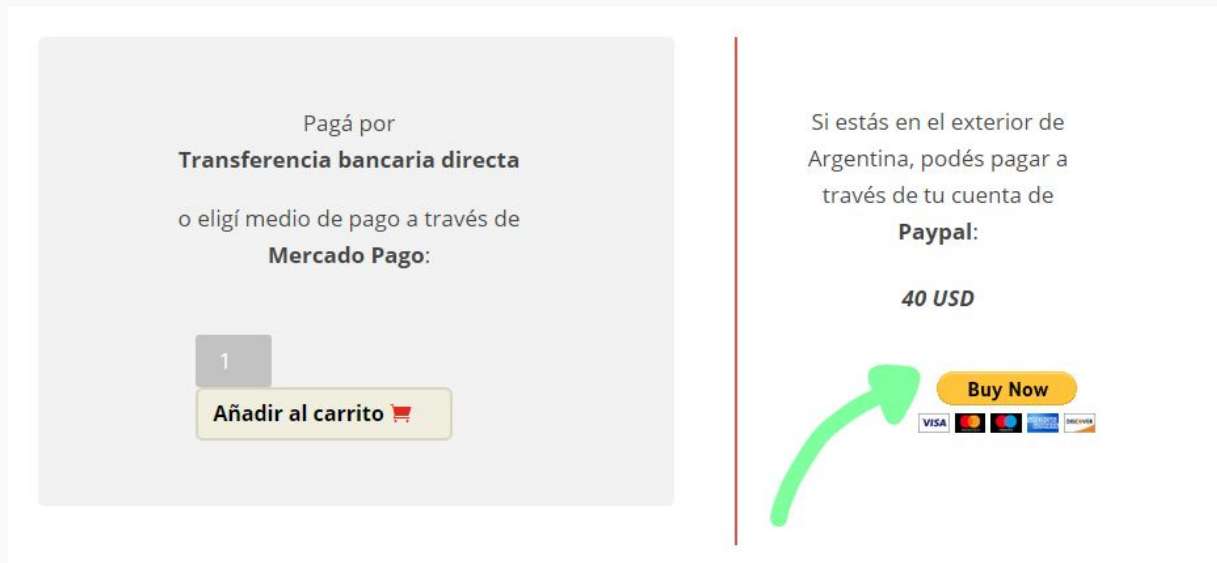 Pagá por
Transferencia bancaria directa
o eligí medio de pago a través de
Mercado Pago:
1
Añadir al carrito
Si estás en el exterior de
Argentina, podés pagar a
través de tu cuenta de
Paypal:
40 USD
Buy Now
VISA
DISCOVER